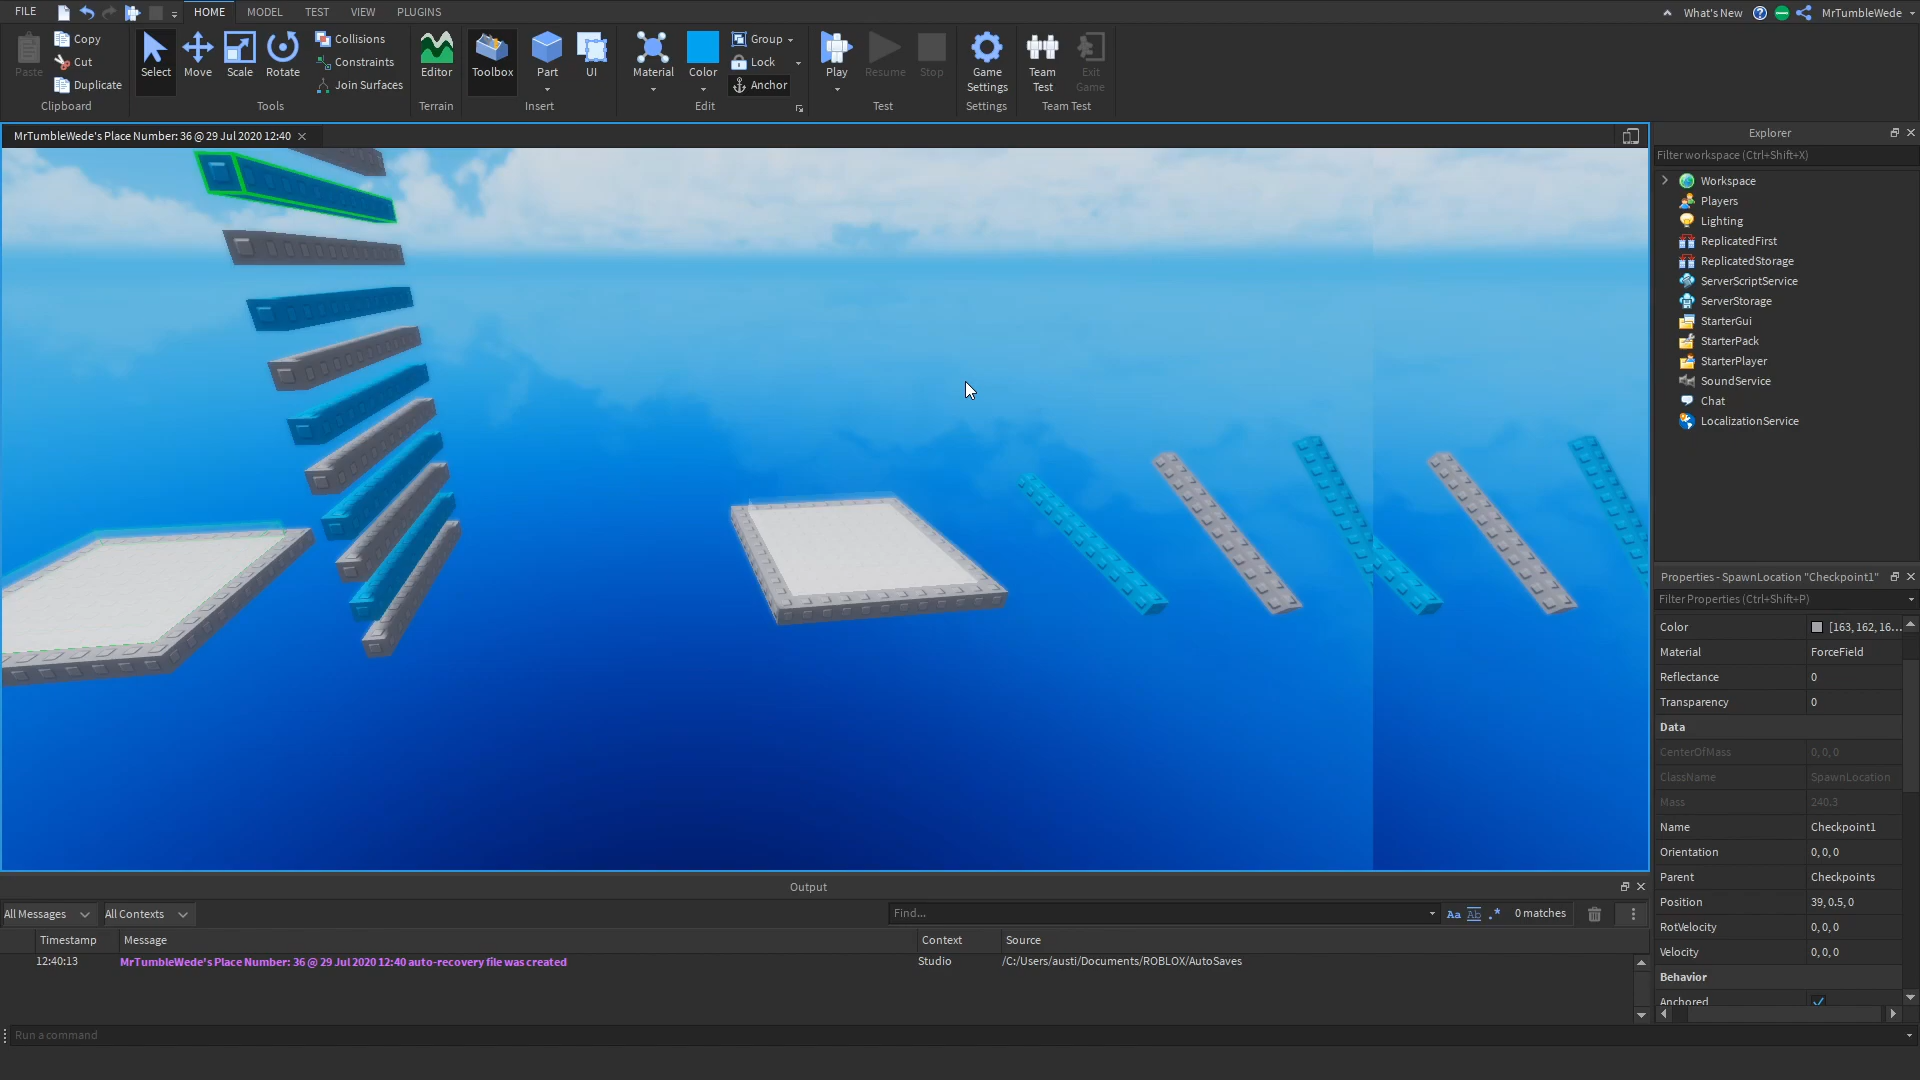 FILE HOME MODEL TEST VIEW PLUGINS What's New MrTumbleWede
Paste Copy Cut Duplicate
Select Move Scale Rotate Collisions Constraints Join Surfaces
Editor Toolbox Part UI
Material Color Group Lock Anchor
Play Resume Stop Game Settings Team Test Exit Game
Clipboard Tools Terrain Insert Edit Test Settings Team Test
MrTumbleWede's Place Number: 36 @ 29 Jul 2020 12:40
Explorer
Filter workspace (Ctrl+Shift+X)
Workspace
Players
Lighting
ReplicatedFirst
ReplicatedStorage
ServerScriptService
ServerStorage
StarterGui
StarterPack
StarterPlayer
SoundService
Chat
LocalizationService
Properties - SpawnLocation "Checkpoint1"
Filter Properties (Ctrl+Shift+P)
Color [163, 162, 16...
Material ForceField
Reflectance 0
Transparency 0
Data
CenterOfMass 0, 0, 0
ClassName SpawnLocation
Mass 240.3
Name Checkpoint1
Orientation 0, 0, 0
Parent Checkpoints
Position 39, 0.5, 0
RotVelocity 0, 0, 0
Velocity 0, 0, 0
Behavior
Anchored
Output
All Messages All Contexts Find... Aa Ab .* 0 matches
Timestamp Message Context Source
12:40:13 MrTumbleWede's Place Number: 36 @ 29 Jul 2020 12:40 auto-recovery file was created Studio /C:/Users/austi/Documents/ROBLOX/AutoSaves
Run a command